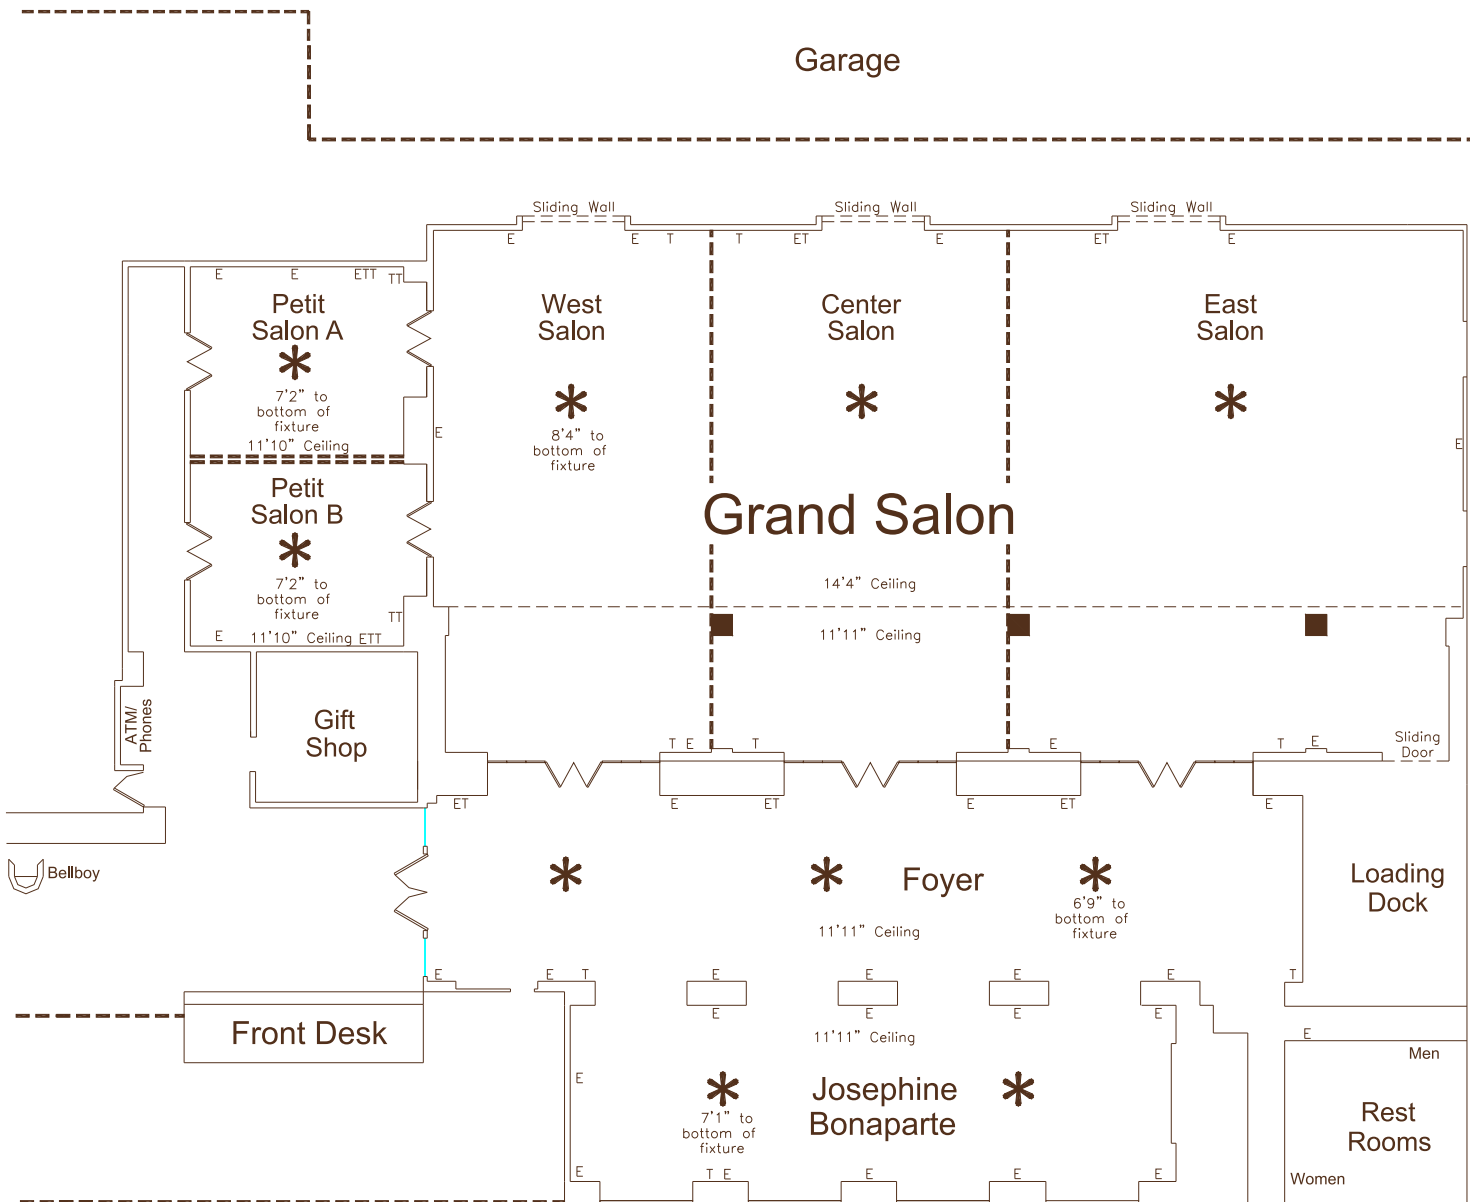 Garage
Sliding Wall
Sliding Wall
Sliding Wall
E
E
T
T
ET
E
ET
E
E
E
ETT
TT
Petit
Salon A
7'2" to
bottom of
fixture
11'10" Ceiling
West
Salon
8'4" to
bottom of
fixture
Center
Salon
East
Salon
E
E
Petit
Salon B
7'2" to
bottom of
fixture
TT
E
11'10" Ceiling
ETT
Grand Salon
14'4" Ceiling
11'11" Ceiling
ATM/
Phones
Gift
Shop
T
E
T
E
T
E
Sliding
Door
ET
E
ET
E
ET
E
Bellboy
Foyer
6'9" to
bottom of
fixture
11'11" Ceiling
Loading
Dock
E
E
T
E
E
E
E
T
E
E
E
E
Front Desk
11'11" Ceiling
E
Men
E
Josephine
Bonaparte
7'1" to
bottom of
fixture
Rest
Rooms
Women
E
T
E
E
E
E